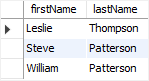 firstName lastName
Leslie Thompson
Steve Patterson
William Patterson